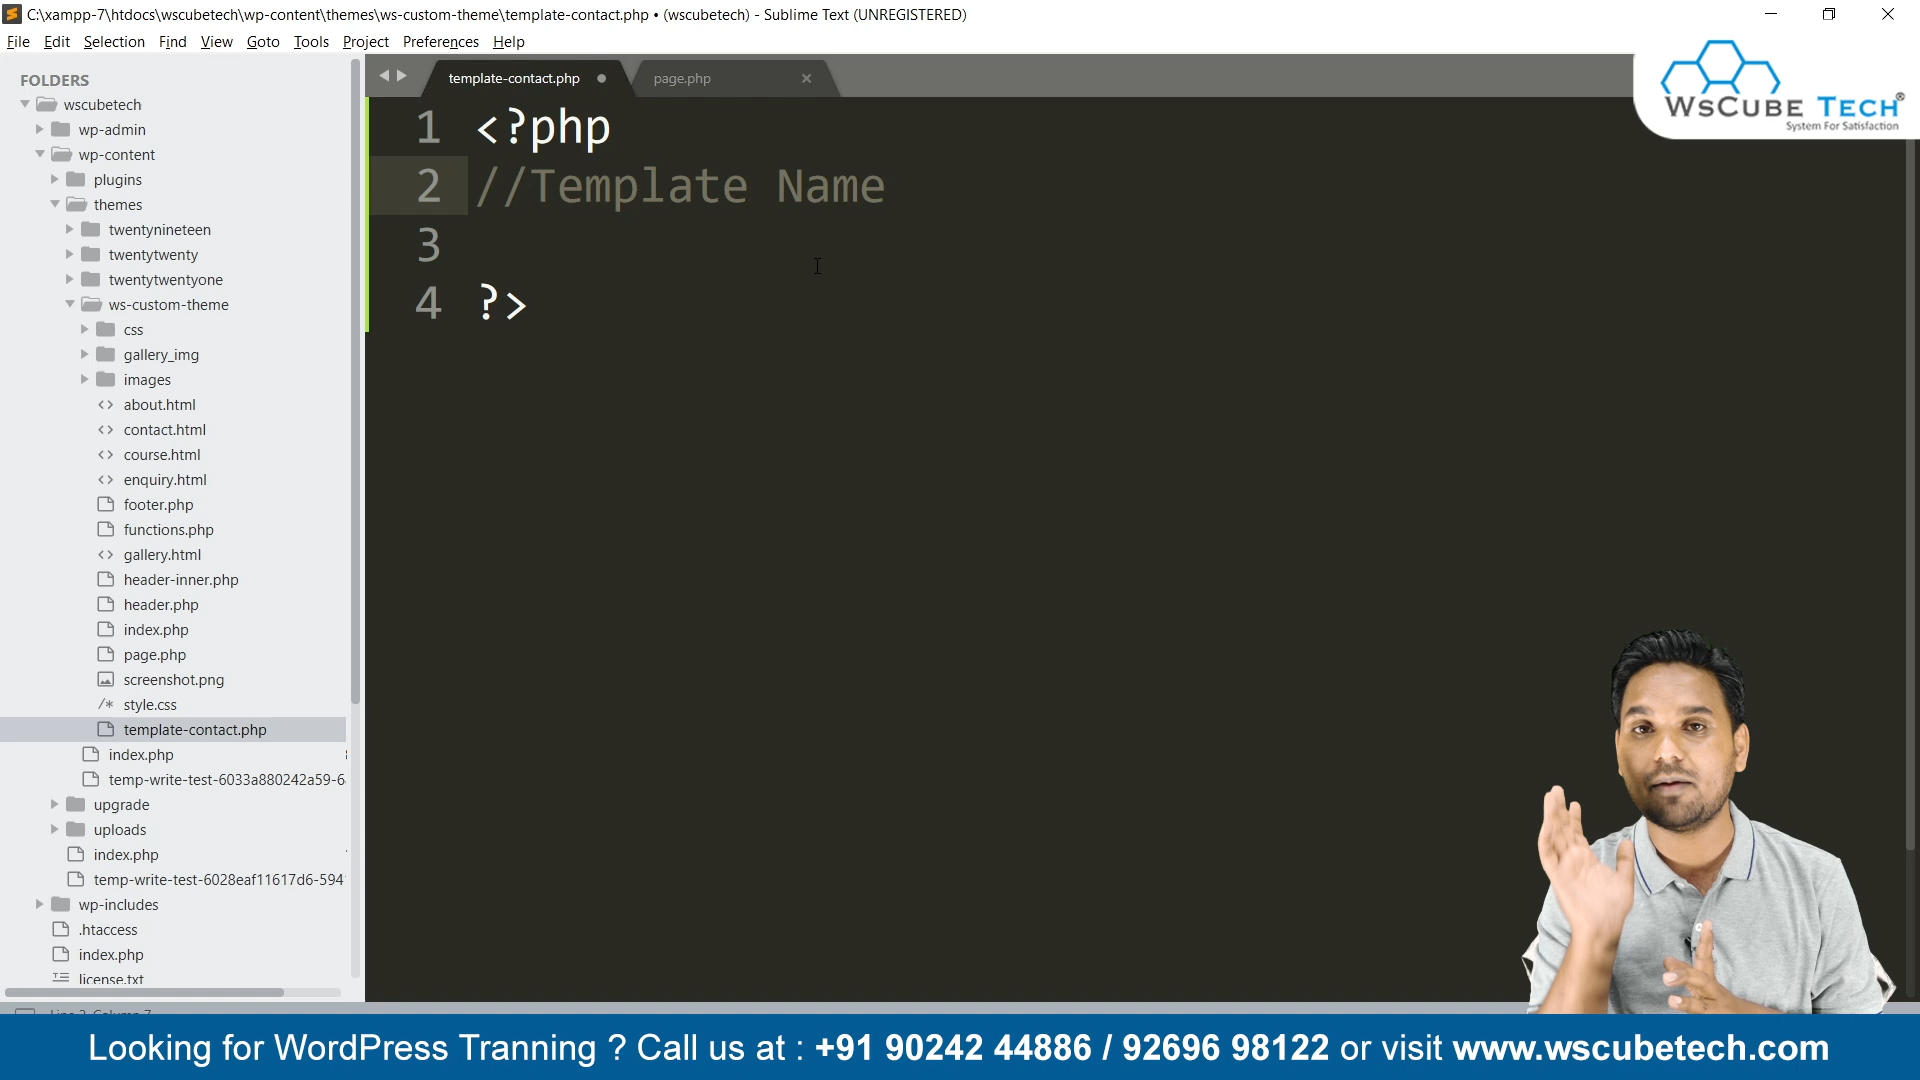 C:\xampp-7\htdocs\wscubetech\wp-content\themes\ws-custom-theme\template-contact.php • (wscubetech) - Sublime Text (UNREGISTERED)
File Edit Selection Find View Goto Tools Project Preferences Help
WsCube Tech®
System For Satisfaction
FOLDERS
wscubetech
wp-admin
wp-content
plugins
themes
twentynineteen
twentytwenty
twentytwentyone
ws-custom-theme
css
gallery_img
images
about.html
contact.html
course.html
enquiry.html
footer.php
functions.php
gallery.html
header-inner.php
header.php
index.php
page.php
screenshot.png
/* style.css
template-contact.php
index.php
temp-write-test-6033a880242a59-6
upgrade
uploads
index.php
temp-write-test-6028eaf11617d6-594
wp-includes
.htaccess
index.php
license.txt
template-contact.php
page.php
1 <?php
2 //Template Name
3
4 ?>
Looking for WordPress Tranning ? Call us at : +91 90242 44886 / 92696 98122 or visit www.wscubetech.com